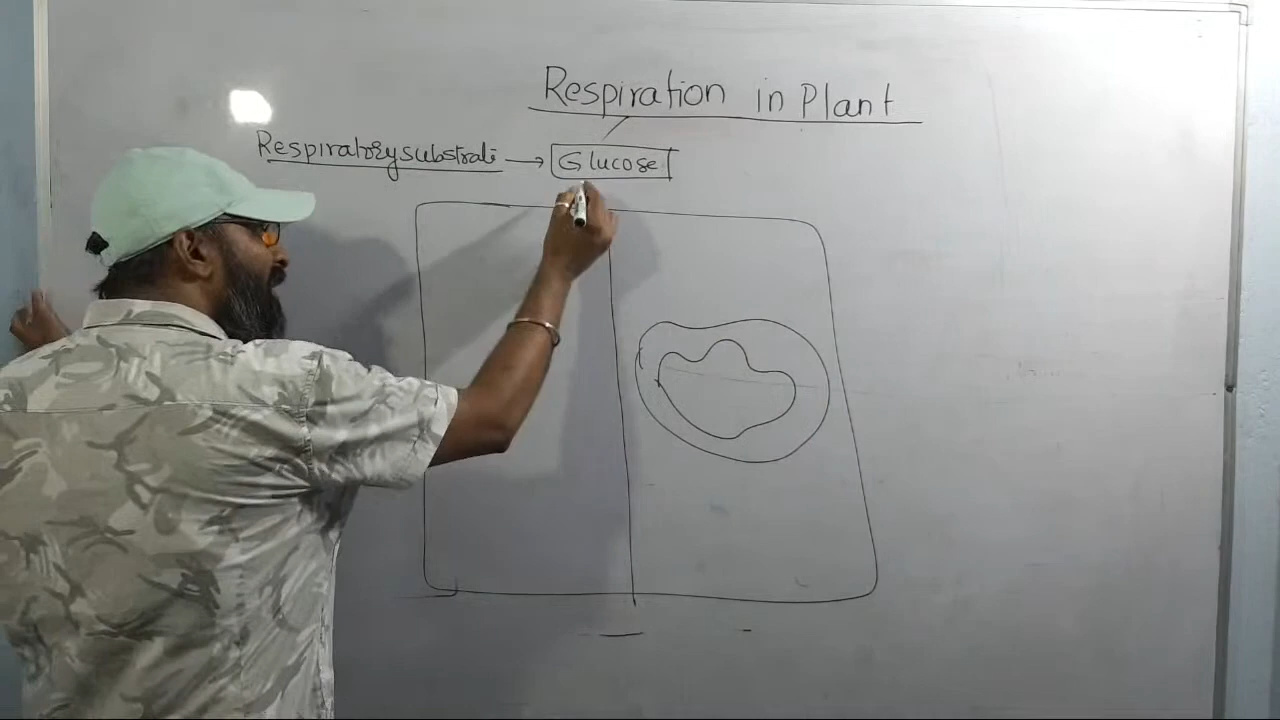 Respiration in Plant
Respiratory substrate → Glucose